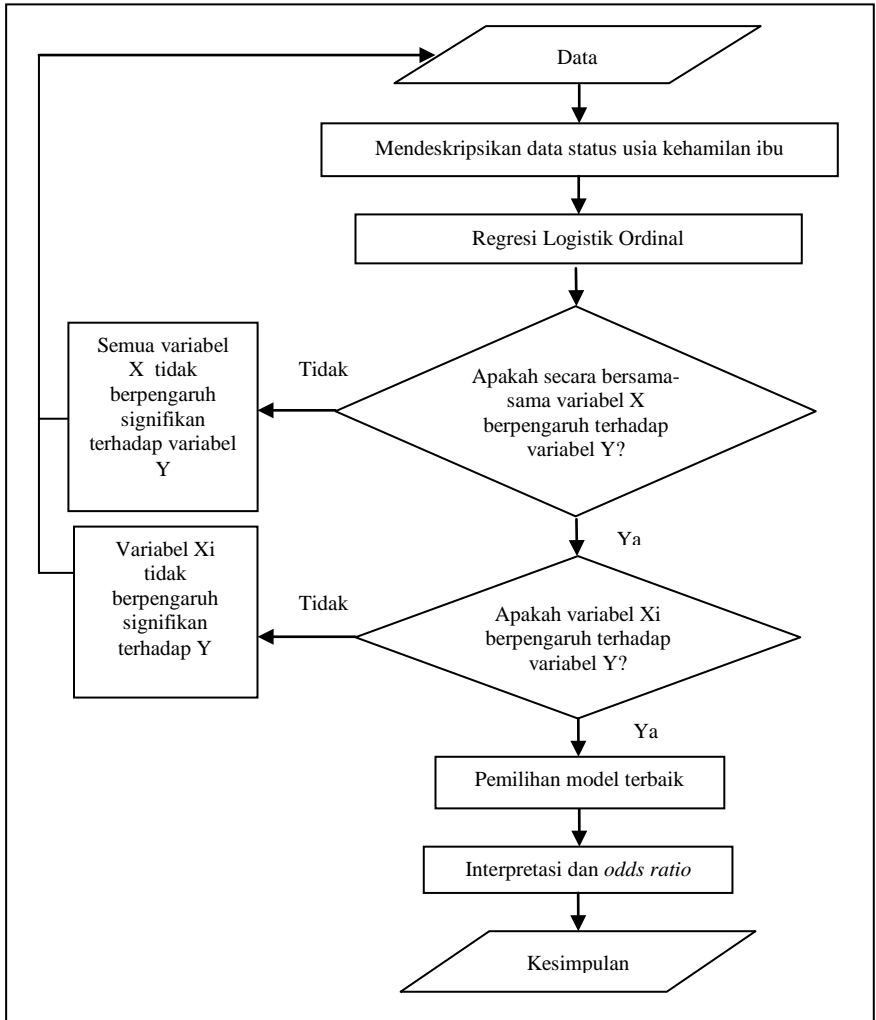 Data
Mendeskripsikan data status usia kehamilan ibu
Regresi Logistik Ordinal
Apakah secara bersama-
sama variabel X
berpengaruh terhadap
variabel Y?
Tidak
Semua variabel
X tidak
berpengaruh
signifikan
terhadap variabel
Y
Ya
Apakah variabel Xi
berpengaruh terhadap
variabel Y?
Tidak
Variabel Xi
tidak
berpengaruh
signifikan
terhadap Y
Ya
Pemilihan model terbaik
Interpretasi dan odds ratio
Kesimpulan